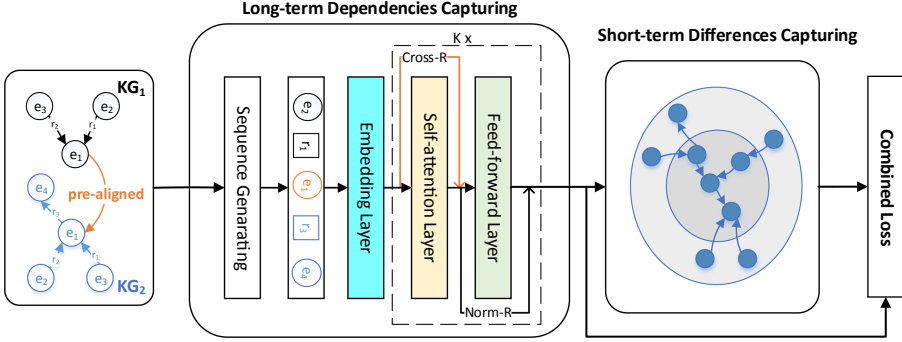 Long-term Dependencies Capturing
Short-term Differences Capturing
KG1
e3
e2
r2
r1
e1
pre-aligned
e4
r3
e1
r2
r1
e2
e3
KG2
Sequence Genarating
e2
r1
e1
r3
e4
Embedding Layer
K x
Cross-R
Self-attention Layer
Feed-forward Layer
Norm-R
Combined Loss